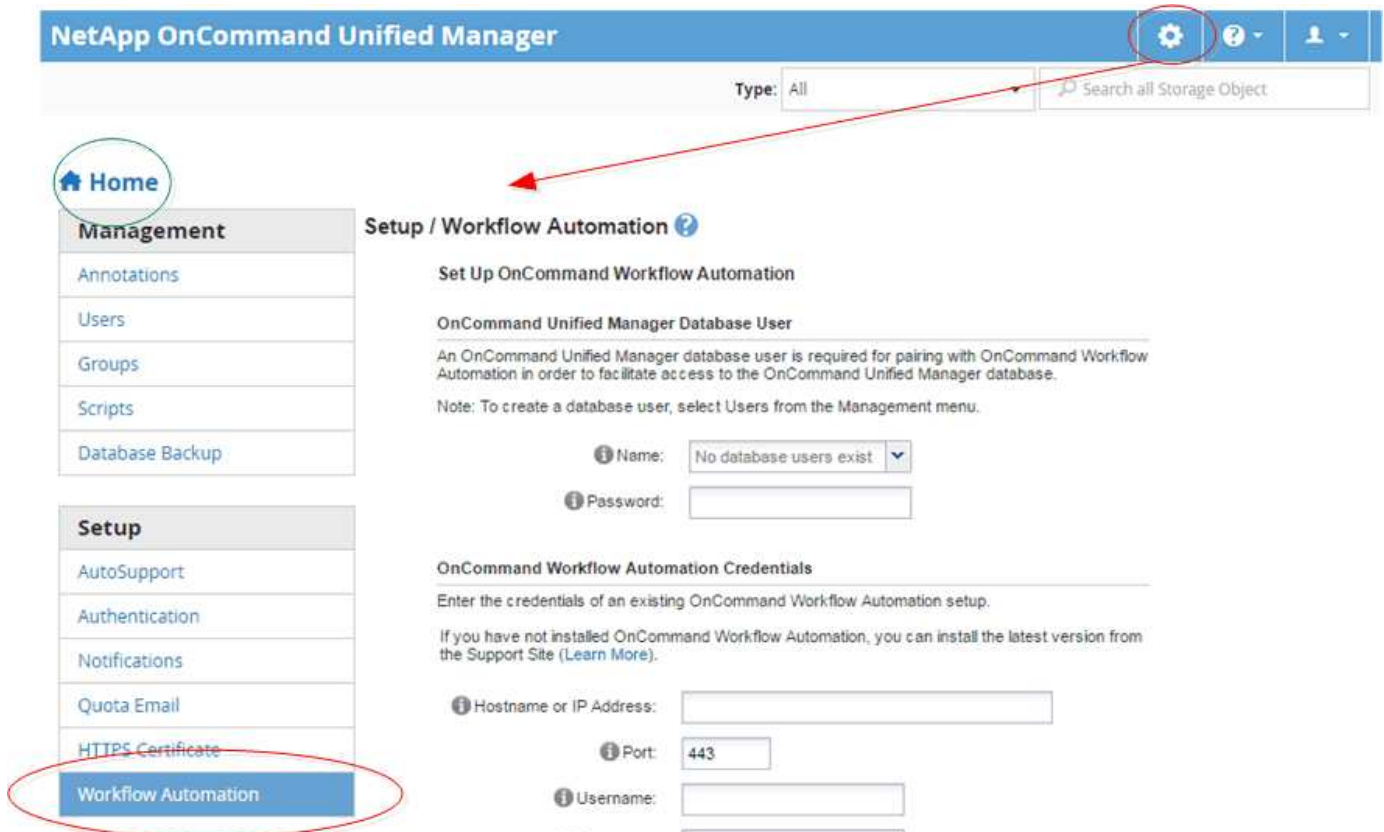 NetApp OnCommand Unified Manager
Type: All
Search all Storage Object
Home
Management
Annotations
Users
Groups
Scripts
Database Backup
Setup
AutoSupport
Authentication
Notifications
Quota Email
HTTPS Certificate
Workflow Automation
Setup / Workflow Automation
Set Up OnCommand Workflow Automation
OnCommand Unified Manager Database User
An OnCommand Unified Manager database user is required for pairing with OnCommand Workflow
Automation in order to facilitate access to the OnCommand Unified Manager database.
Note: To create a database user, select Users from the Management menu.
Name: No database users exist
Password:
OnCommand Workflow Automation Credentials
Enter the credentials of an existing OnCommand Workflow Automation setup.
If you have not installed OnCommand Workflow Automation, you can install the latest version from
the Support Site (Learn More).
Hostname or IP Address:
Port: 443
Username: